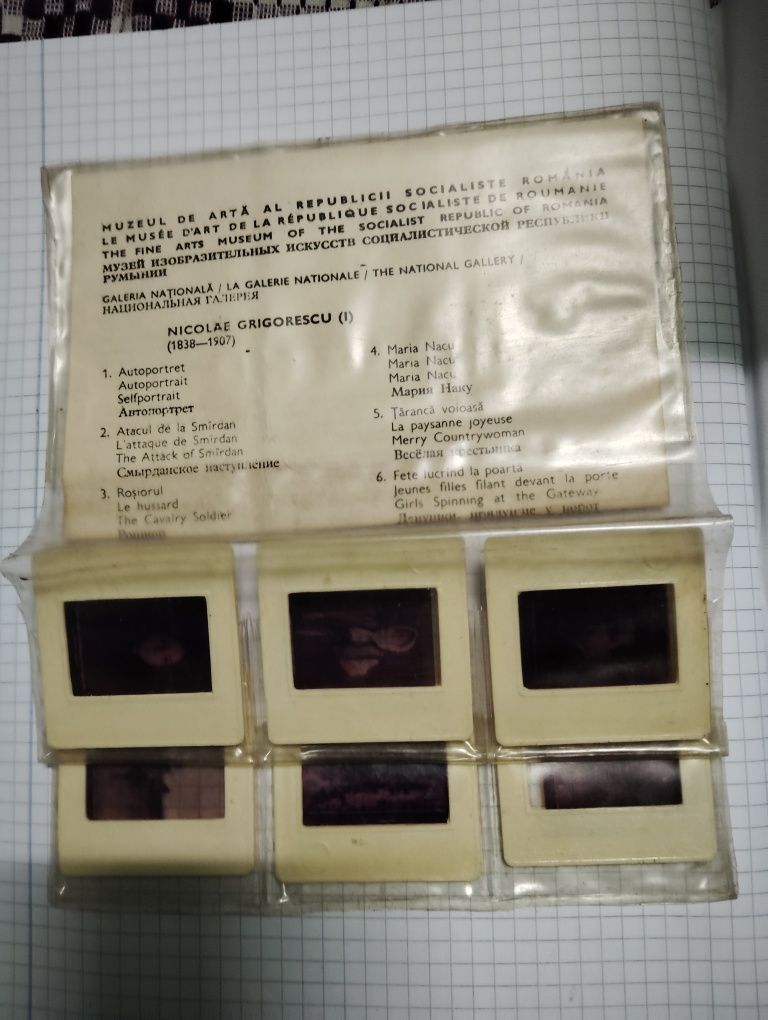 MUZEUL DE ARTĂ AL REPUBLICII SOCIALISTE ROMÂNIA
LE MUSÉE D'ART DE LA RÉPUBLIQUE SOCIALISTE DE ROUMANIE
THE FINE ARTS MUSEUM OF THE SOCIALIST REPUBLIC OF ROMANIA
МУЗЕЙ ИЗОБРАЗИТЕЛЬНЫХ ИСКУССТВ СОЦИАЛИСТИЧЕСКОЙ РЕСПУБЛИКИ
РУМЫНИИ
GALERIA NAȚIONALĂ / LA GALERIE NATIONALE / THE NATIONAL GALLERY /
НАЦИОНАЛЬНАЯ ГАЛЕРЕЯ
NICOLAE GRIGORESCU (I)
(1838—1907)
1. Autoportret
Autoportrait
Selfportrait
Автопортрет
2. Atacul de la Smîrdan
L'attaque de Smîrdan
The Attack of Smîrdan
Смырданское наступление
3. Roșiorul
Le hussard
The Cavalry Soldier
4. Maria Nacu
Maria Nacu
Maria Nacu
Мария Наку
5. Țărancă voioasă
La paysanne joyeuse
Merry Countrywoman
Весёлая крестьянка
6. Fete lucrînd la poartă
Jeunes filles filant devant la porte
Girls Spinning at the Gateway